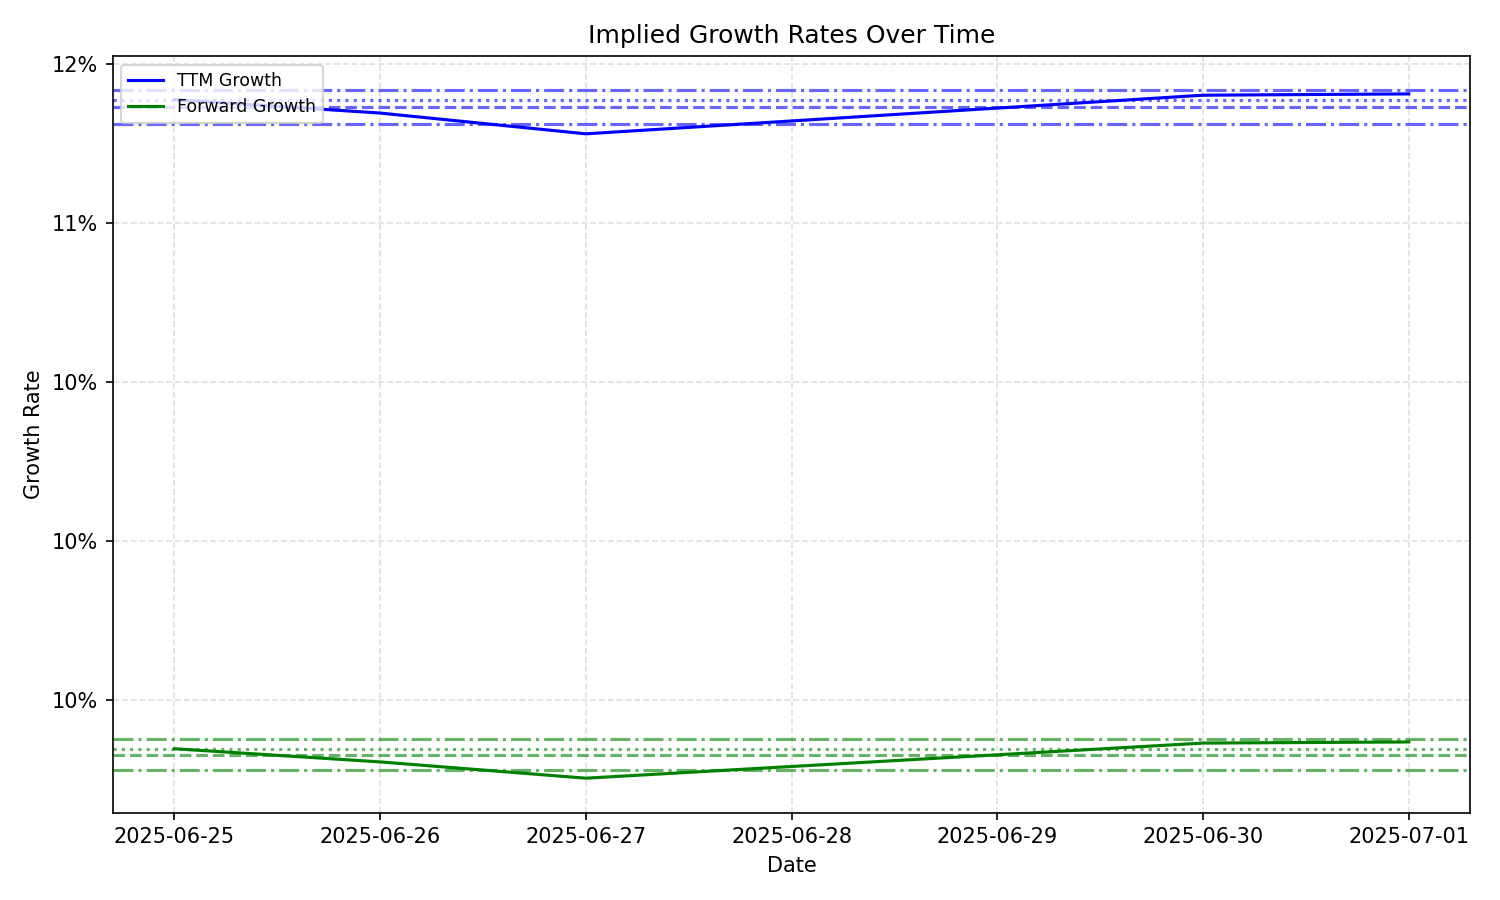 Implied Growth Rates Over Time
TTM Growth
Forward Growth
12%
11%
10%
10%
10%
Growth Rate
2025-06-25
2025-06-26
2025-06-27
2025-06-28
2025-06-29
2025-06-30
2025-07-01
Date